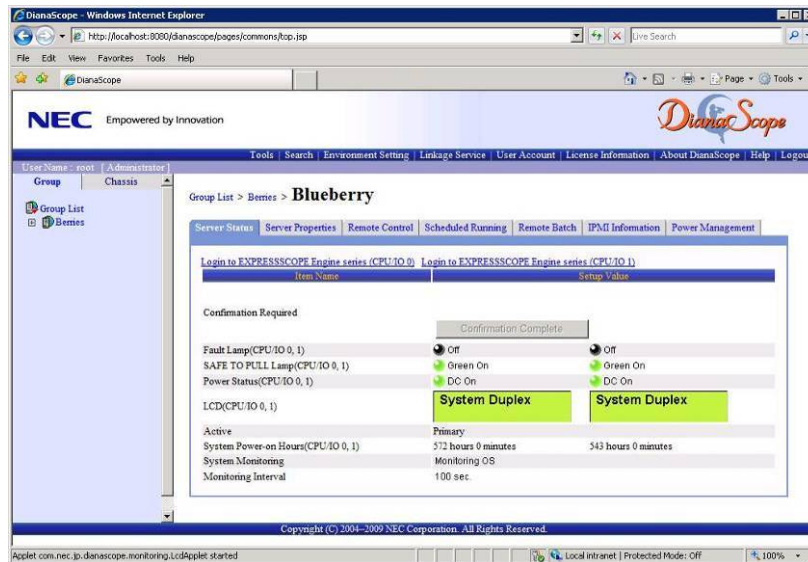 DianaScope - Windows Internet Explorer
http://localhost:8080/dianascope/pages/commons/top.jsp
Live Search
File Edit View Favorites Tools Help
DianaScope
Page Tools
NEC Empowered by Innovation
DianaScope
Tools | Search | Environment Setting | Linkage Service | User Account | License Information | About DianaScope | Help | Logou
UserName : root [ Administrator ]
Group Chassis
Group List
Berries
Group List > Berries > Blueberry
Server Status Server Properties Remote Control Scheduled Running Remote Batch IPMI Information Power Management
Login to EXPRESSSCOPE Engine series (CPU/IO 0) Login to EXPRESSSCOPE Engine series (CPU/IO 1)
Item Name Setup Value
Confirmation Required
Confirmation Complete
Fault Lamp(CPU/IO 0, 1) Off Off
SAFE TO PULL Lamp(CPU/IO 0, 1) Green On Green On
Power Status(CPU/IO 0, 1) DC On DC On
LCD(CPU/IO 0, 1) System Duplex System Duplex
Active Primary
System Power-on Hours(CPU/IO 0, 1) 572 hours 0 minutes 543 hours 0 minutes
System Monitoring Monitoring OS
Monitoring Interval 100 sec.
Copyright (C) 2004-2009 NEC Corporation. All Rights Reserved.
Applet com.nec.jp.dianascope.monitoring.LcdApplet started
Local intranet | Protected Mode: Off 100%